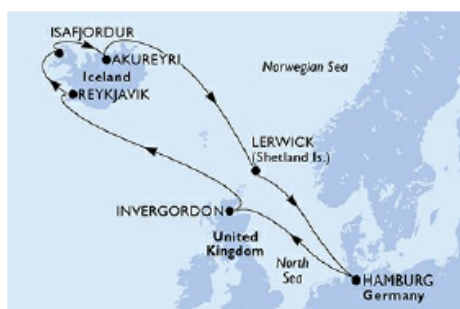 ISAFJORDUR
AKUREYRI
Iceland
REYKJAVIK
Norwegian Sea
LERWICK
(Shetland Is.)
INVERGORDON
United
Kingdom
North
Sea
HAMBURG
Germany